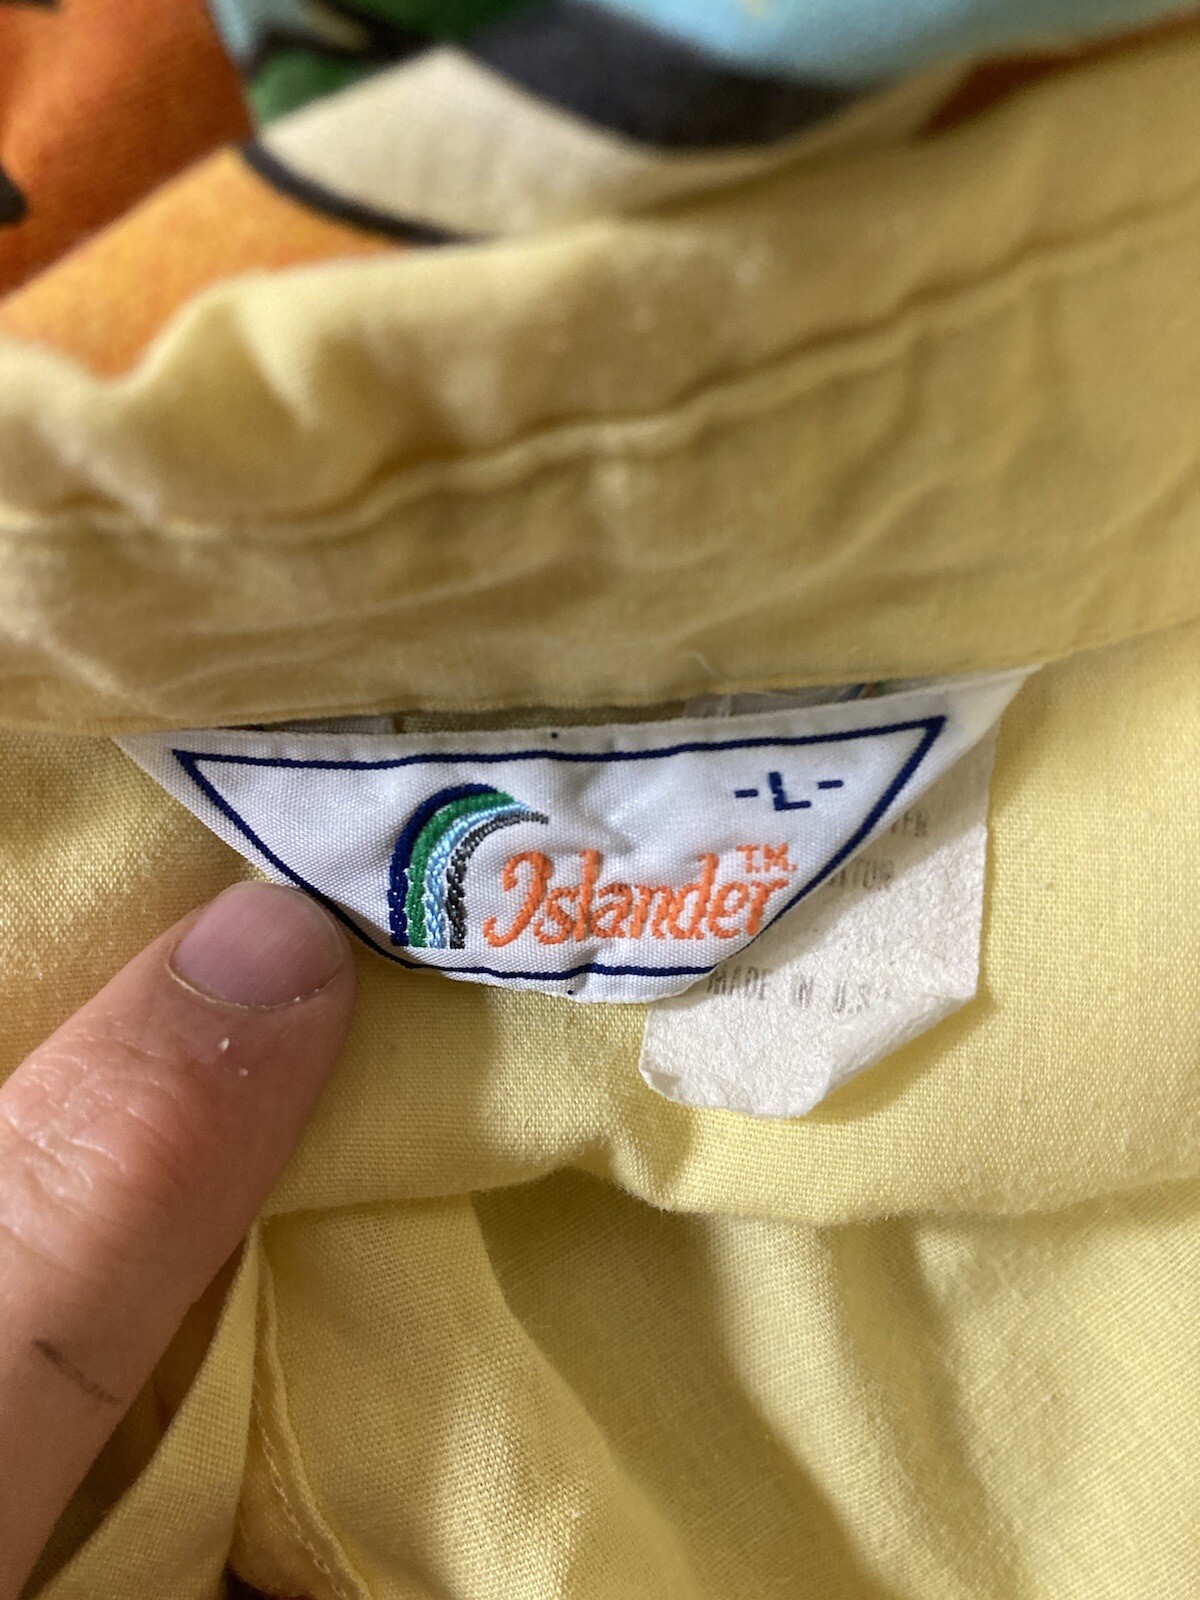 -L-
Islander T.M.
MADE IN U.S.